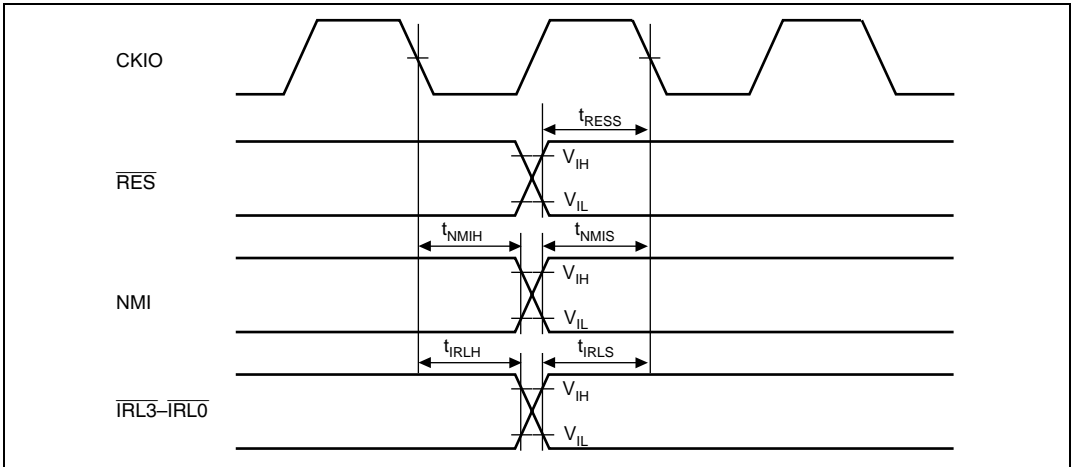 CKIO
tRESS
RES
VIH
VIL
tNMIH
tNMIS
NMI
VIH
VIL
tIRLH
tIRLS
IRL3–IRL0
VIH
VIL